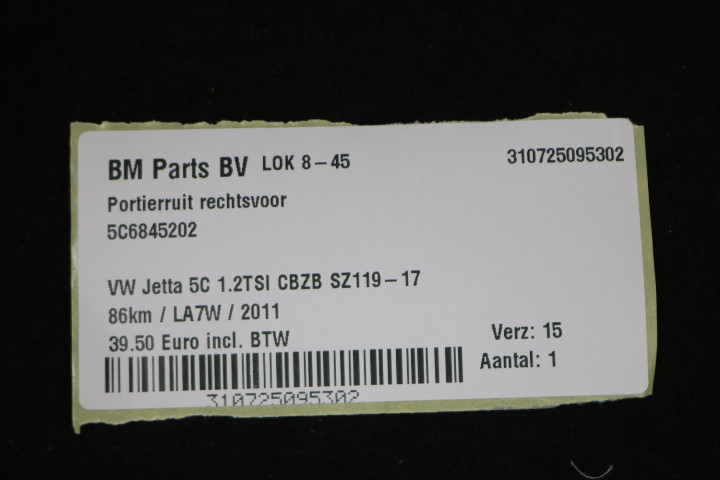 BM Parts BV LOK 8-45 310725095302
Portierruit rechtsvoor
5C6845202
VW Jetta 5C 1.2TSI CBZB SZ119-17
86km / LA7W / 2011
39.50 Euro incl. BTW
Verz: 15
Aantal: 1
310725095302